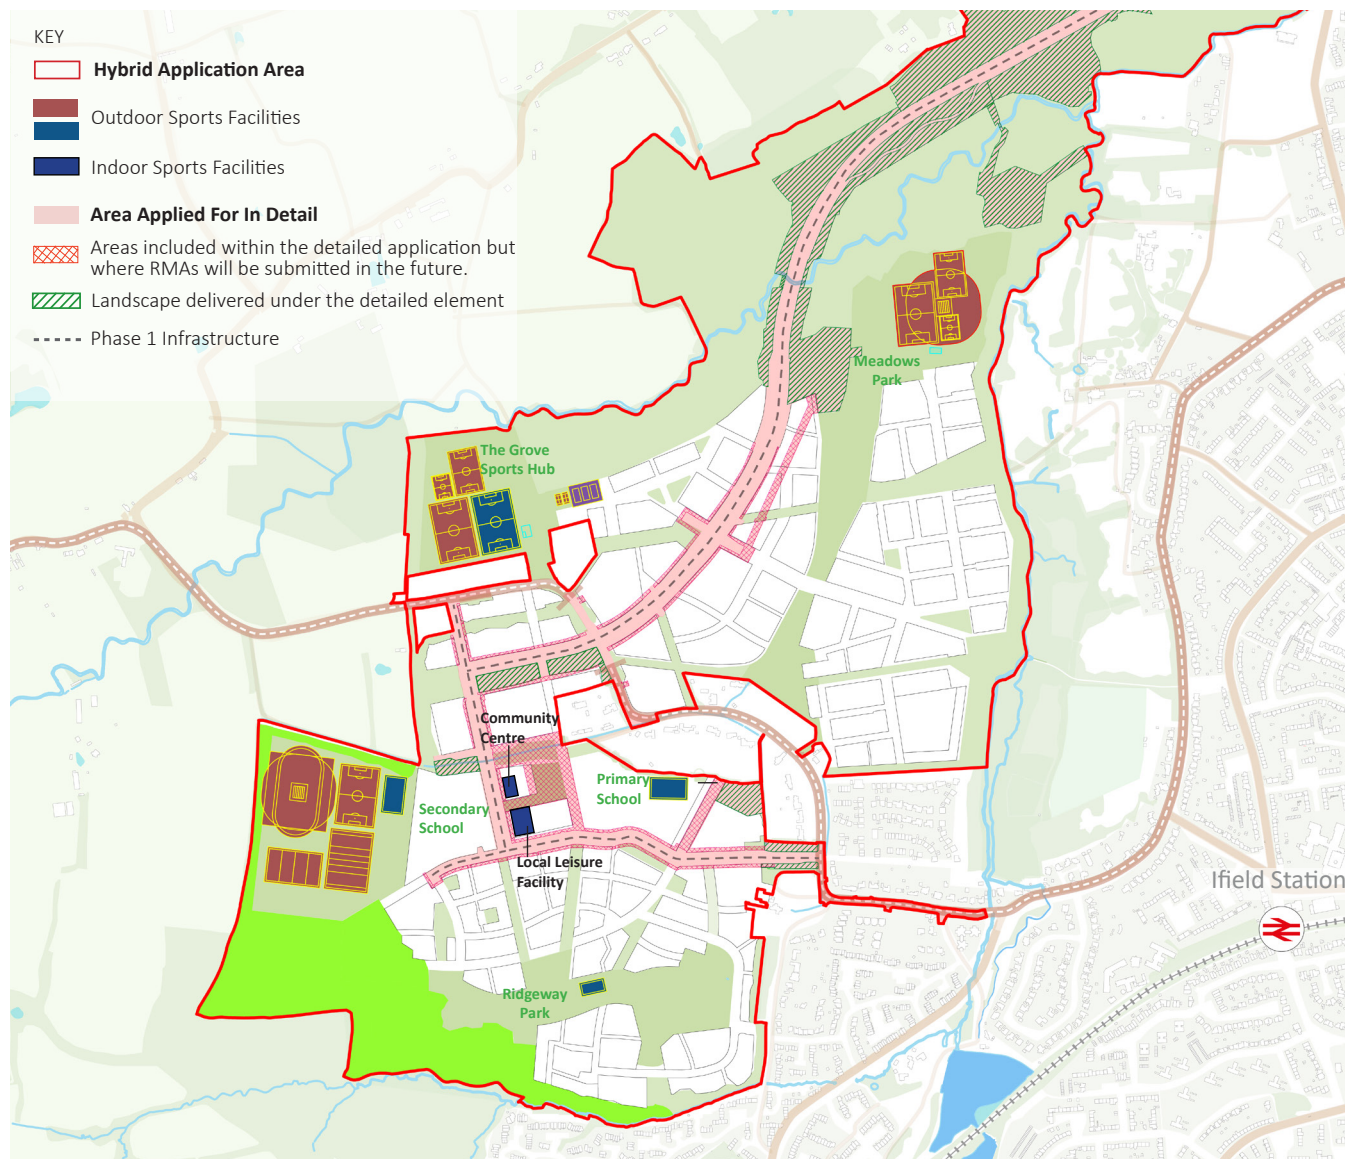 KEY
Hybrid Application Area
Outdoor Sports Facilities
Indoor Sports Facilities
Area Applied For In Detail
Areas included within the detailed application but
where RMAs will be submitted in the future.
Landscape delivered under the detailed element
Phase 1 Infrastructure
Meadows
Park
The Grove
Sports Hub
Community
Centre
Primary
School
Secondary
School
Local Leisure
Facility
Ifield Station
Ridgeway
Park